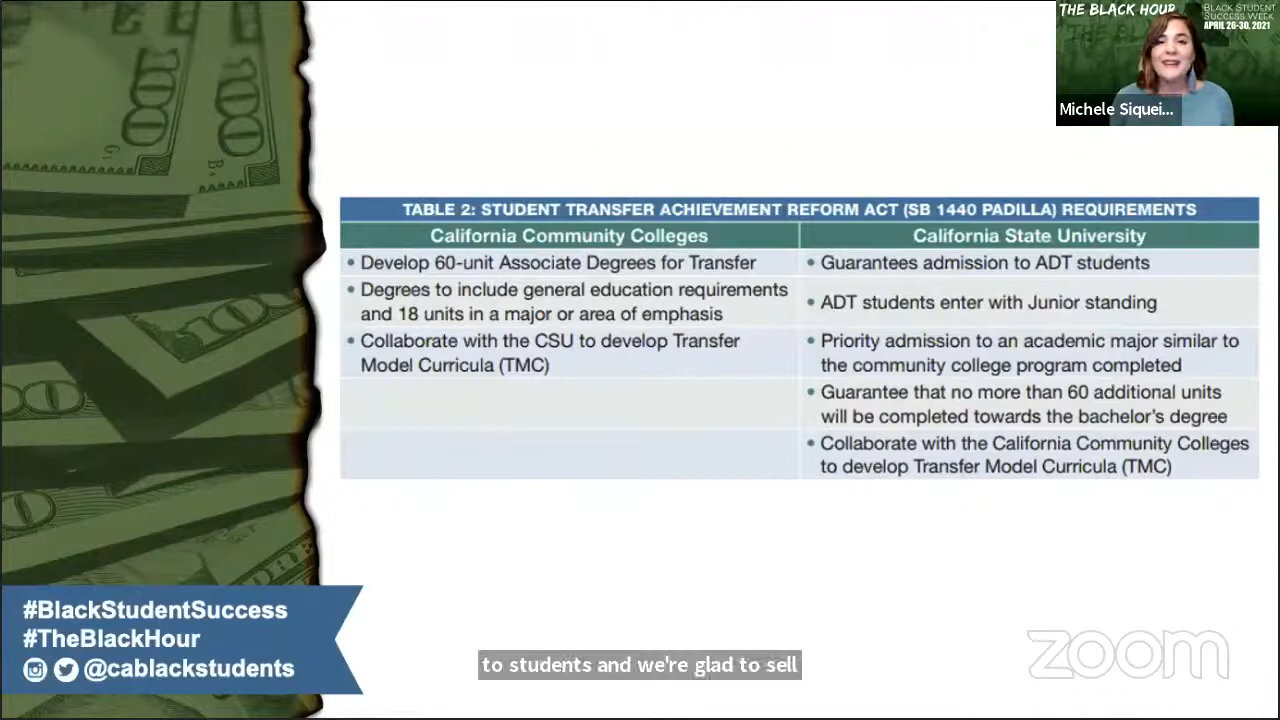 THE BLACK HOUR
BLACK STUDENT
SUCCESS WEEK
APRIL 26-30, 2021
Michele Siquei...
TABLE 2: STUDENT TRANSFER ACHIEVEMENT REFORM ACT (SB 1440 PADILLA) REQUIREMENTS
California Community Colleges
California State University
• Develop 60-unit Associate Degrees for Transfer
• Guarantees admission to ADT students
• Degrees to include general education requirements
and 18 units in a major or area of emphasis
• ADT students enter with Junior standing
• Collaborate with the CSU to develop Transfer
Model Curricula (TMC)
• Priority admission to an academic major similar to
the community college program completed
• Guarantee that no more than 60 additional units
will be completed towards the bachelor's degree
• Collaborate with the California Community Colleges
to develop Transfer Model Curricula (TMC)
100
100
#BlackStudentSuccess
#TheBlackHour
@cablackstudents
to students and we're glad to sell
zoom